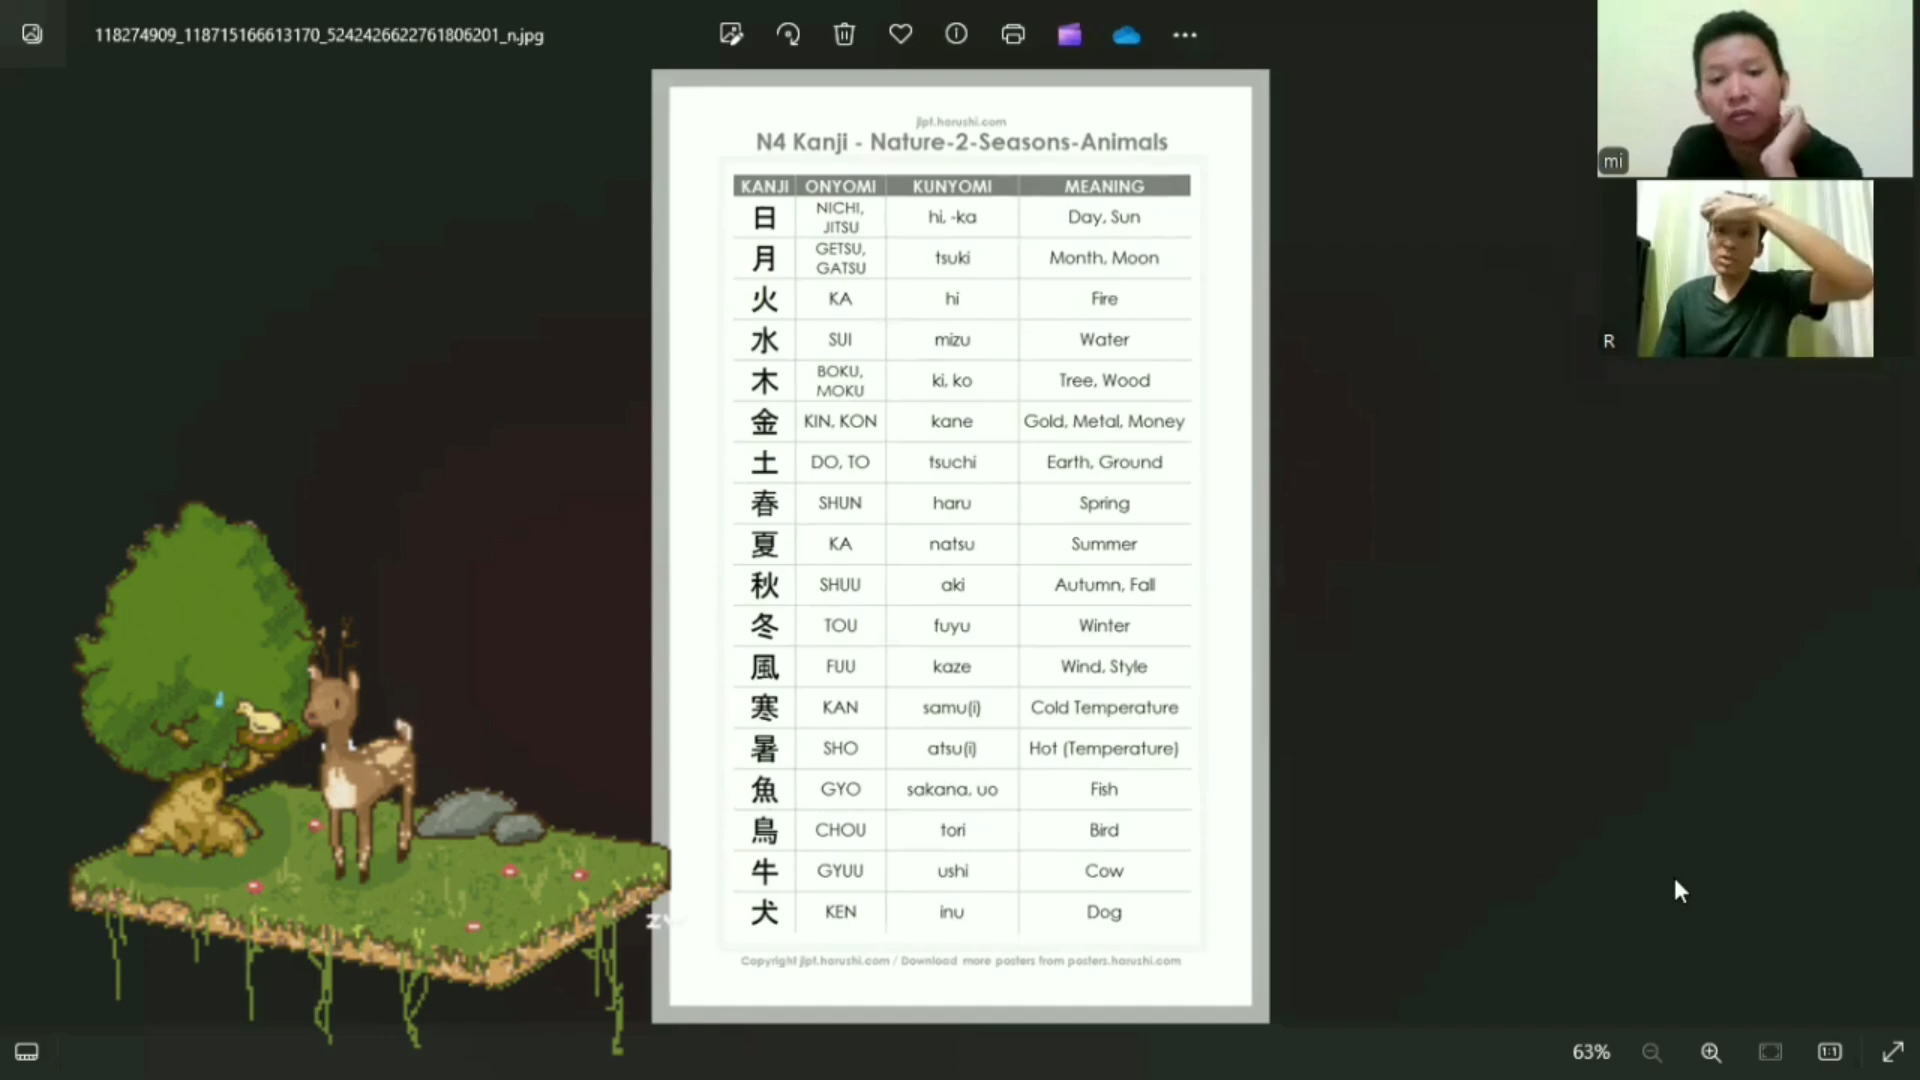 118274909_118715166613170_5242426622761806201_n.jpg
mi
R
jlpt.harushi.com
N4 Kanji - Nature-2-Seasons-Animals
KANJI ONYOMI KUNYOMI MEANING
日 NICHI, JITSU hi, -ka Day, Sun
月 GETSU, GATSU tsuki Month, Moon
火 KA hi Fire
水 SUI mizu Water
木 BOKU, MOKU ki, ko Tree, Wood
金 KIN, KON kane Gold, Metal, Money
土 DO, TO tsuchi Earth, Ground
春 SHUN haru Spring
夏 KA natsu Summer
秋 SHUU aki Autumn, Fall
冬 TOU fuyu Winter
風 FUU kaze Wind, Style
寒 KAN samu(i) Cold Temperature
暑 SHO atsu(i) Hot (Temperature)
魚 GYO sakana, uo Fish
鳥 CHOU tori Bird
牛 GYUU ushi Cow
犬 KEN inu Dog
Copyright jlpt.harushi.com / Download more posters from posters.harushi.com
63%
1:1